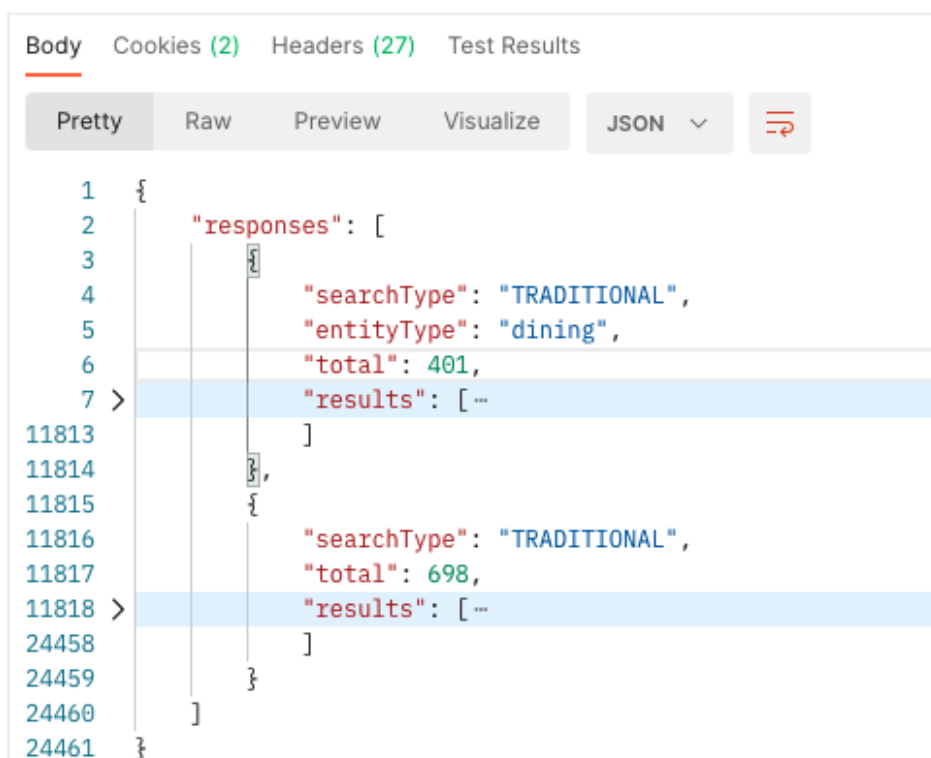 Body Cookies (2) Headers (27) Test Results
Pretty Raw Preview Visualize JSON
1 {
2 "responses": [
3 {
4 "searchType": "TRADITIONAL",
5 "entityType": "dining",
6 "total": 401,
7 "results": [ ⋯
11813 ]
11814 },
11815 {
11816 "searchType": "TRADITIONAL",
11817 "total": 698,
11818 "results": [ ⋯
24458 ]
24459 }
24460 ]
24461 }